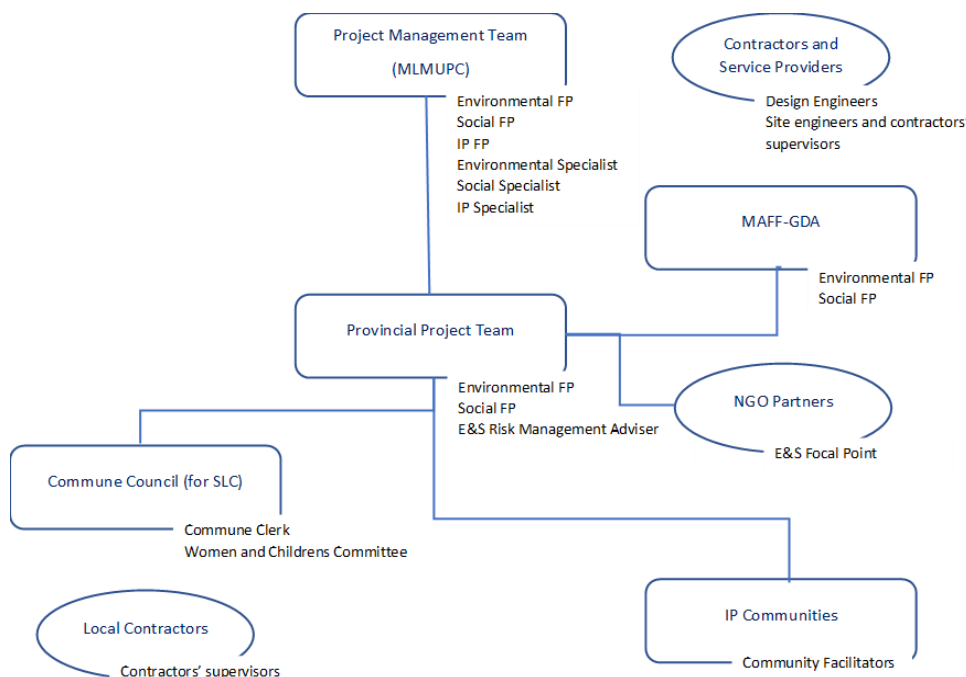 Project Management Team
(MLMUPC)
Environmental FP
Social FP
IP FP
Environmental Specialist
Social Specialist
IP Specialist
Contractors and
Service Providers
Design Engineers
Site engineers and contractors'
supervisors
MAFF-GDA
Environmental FP
Social FP
Provincial Project Team
Environmental FP
Social FP
E&S Risk Management Adviser
NGO Partners
E&S Focal Point
Commune Council (for SLC)
Commune Clerk
Women and Childrens Committee
Local Contractors
Contractors' supervisors
IP Communities
Community Facilitators